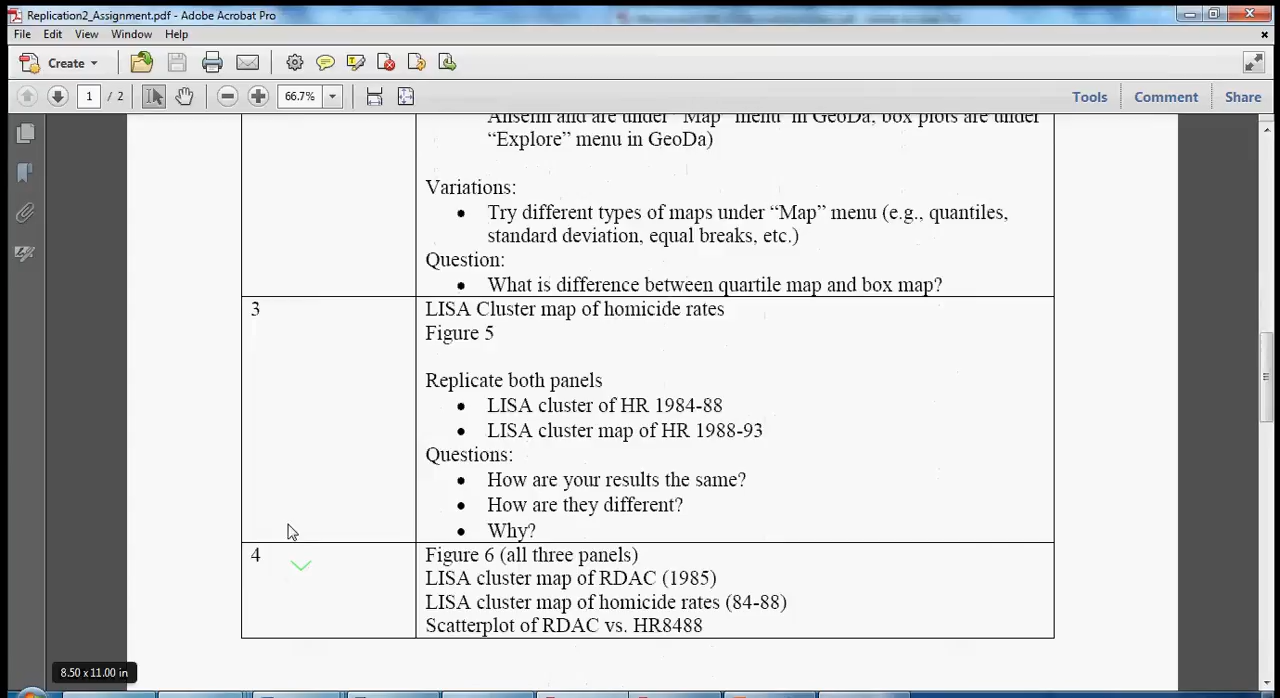 Replication2_Assignment.pdf - Adobe Acrobat Pro
File Edit View Window Help
Create
1 / 2 66.7% Tools Comment Share
Anselin and are under "Map" menu in GeoDa, box plots are under
“Explore” menu in GeoDa)
Variations:
• Try different types of maps under “Map” menu (e.g., quantiles,
standard deviation, equal breaks, etc.)
Question:
• What is difference between quartile map and box map?
3 LISA Cluster map of homicide rates
Figure 5
Replicate both panels
• LISA cluster of HR 1984-88
• LISA cluster map of HR 1988-93
Questions:
• How are your results the same?
• How are they different?
• Why?
4 Figure 6 (all three panels)
LISA cluster map of RDAC (1985)
LISA cluster map of homicide rates (84-88)
Scatterplot of RDAC vs. HR8488
8.50 x 11.00 in